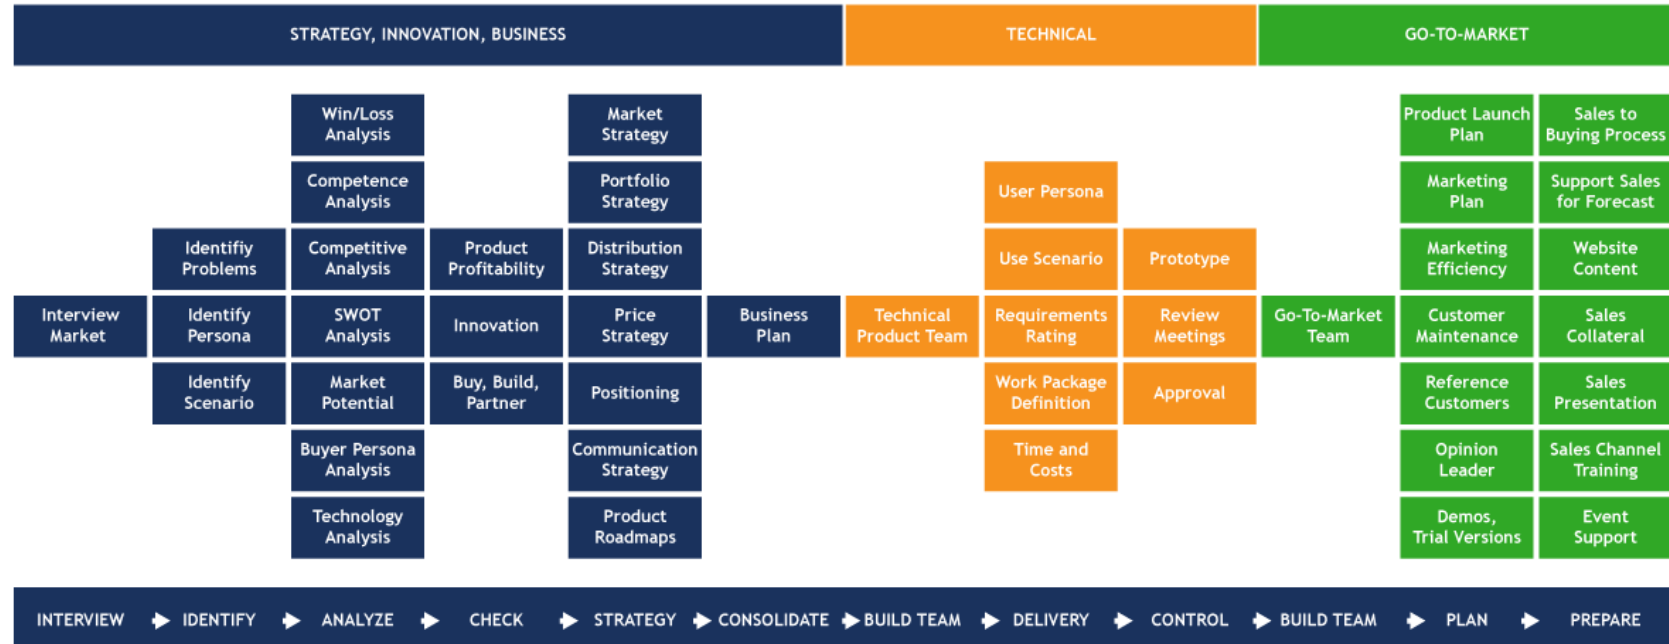 STRATEGY, INNOVATION, BUSINESS
TECHNICAL
GO-TO-MARKET
Interview
Market
Identifiy
Problems
Identify
Persona
Identify
Scenario
Win/Loss
Analysis
Competence
Analysis
Competitive
Analysis
SWOT
Analysis
Market
Potential
Buyer Persona
Analysis
Technology
Analysis
Product
Profitability
Innovation
Buy, Build,
Partner
Market
Strategy
Portfolio
Strategy
Distribution
Strategy
Price
Strategy
Positioning
Communication
Strategy
Product
Roadmaps
Business
Plan
Technical
Product Team
User Persona
Use Scenario
Requirements
Rating
Work Package
Definition
Time and
Costs
Prototype
Review
Meetings
Approval
Go-To-Market
Team
Product Launch
Plan
Marketing
Plan
Marketing
Efficiency
Customer
Maintenance
Reference
Customers
Opinion
Leader
Demos,
Trial Versions
Sales to
Buying Process
Support Sales
for Forecast
Website
Content
Sales
Collateral
Sales
Presentation
Sales Channel
Training
Event
Support
INTERVIEW
IDENTIFY
ANALYZE
CHECK
STRATEGY
CONSOLIDATE
BUILD TEAM
DELIVERY
CONTROL
BUILD TEAM
PLAN
PREPARE